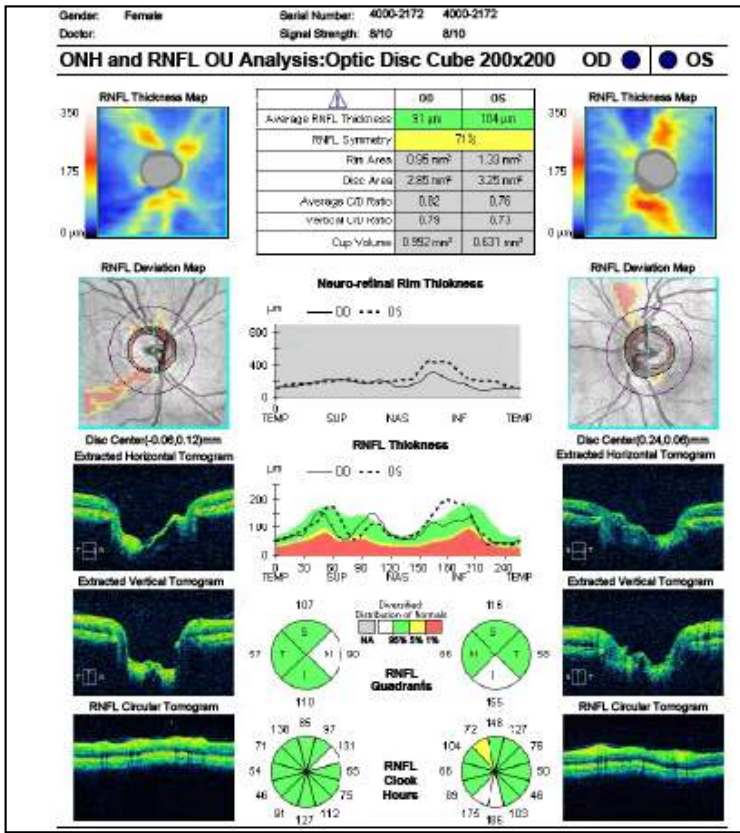 Gender: Female Serial Number: 4000-2172 4000-2172
Doctor: Signal Strength: 8/10 8/10
ONH and RNFL OU Analysis:Optic Disc Cube 200x200 OD OS
RNFL Thickness Map
350
175
0 µm
OD OS
Average RNFL Thickness 91 µm 104 µm
RNFL Symmetry 71%
Rim Area 0.95 mm² 1.33 mm²
Disc Area 2.85 mm² 3.25 mm²
Average C/D Ratio 0.82 0.76
Vertical C/D Ratio 0.79 0.73
Cup Volume 0.992 mm³ 0.631 mm³
RNFL Thickness Map
350
175
0 µm
RNFL Deviation Map
Neuro-retinal Rim Thickness
RNFL Deviation Map
µm OD OS
800
400
0
TEMP SUP NAS INF TEMP
Disc Center(-0.06,0.12)mm
RNFL Thickness
Disc Center(0.24,0.06)mm
Extracted Horizontal Tomogram
Extracted Horizontal Tomogram
µm OD OS
200
100
0
0 30 60 90 120 150 180 210 240
TEMP SUP NAS INF TEMP
Extracted Vertical Tomogram
Extracted Vertical Tomogram
Diversified:
Distribution of Normals
NA 95% 5% 1%
107
S
57 T N 90
I
110
RNFL
Quadrants
116
S
66 N T 58
I
155
RNFL Circular Tomogram
RNFL Circular Tomogram
RNFL
Clock
Hours
138 85 97
71 131
54 65
46 75
91 127 112
72 148 127
104 76
66 50
89 46
175 186 103